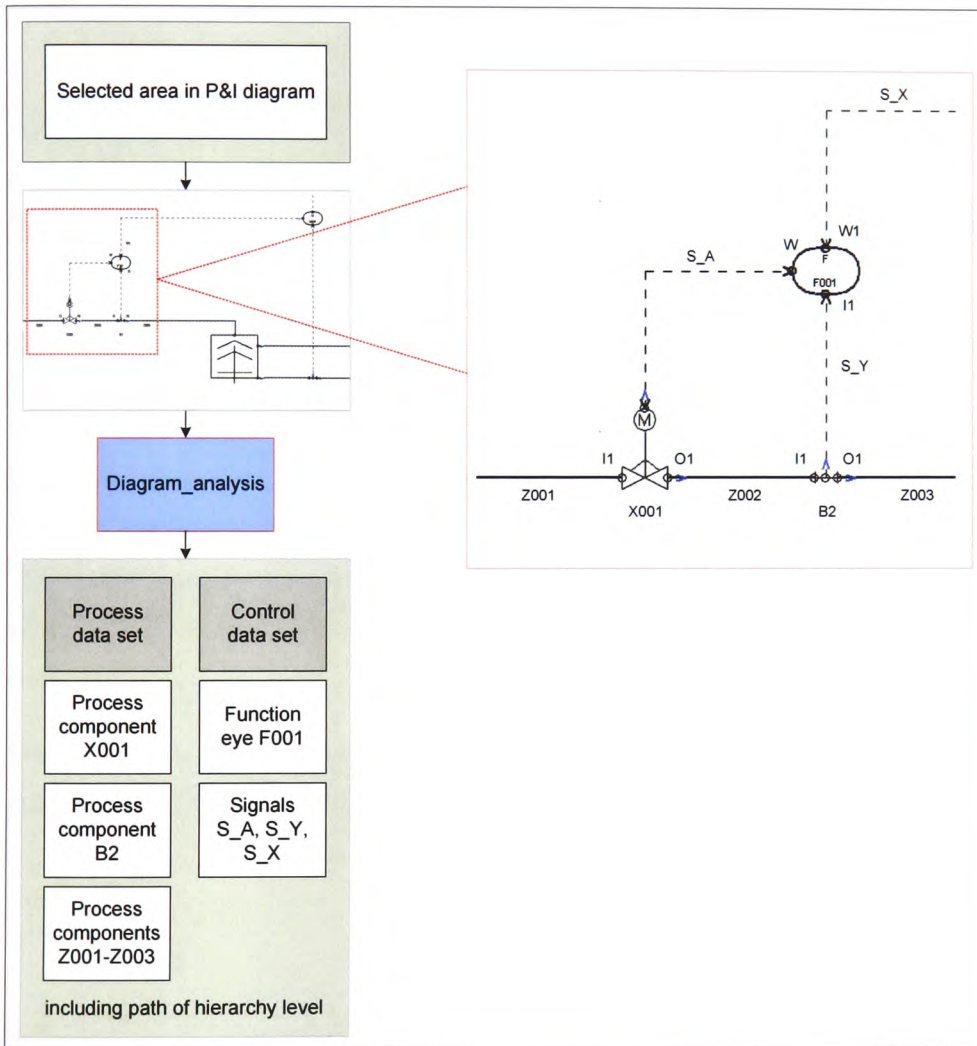 Selected area in P&I diagram
Diagram_analysis
Process
data set
Control
data set
Process
component
X001
Function
eye F001
Process
component
B2
Signals
S_A, S_Y,
S_X
Process
components
Z001-Z003
including path of hierarchy level
S_X
W W1
F
S_A
F001
I1
S_Y
M
I1 O1 I1 O1
Z001 Z002 Z003
X001 B2